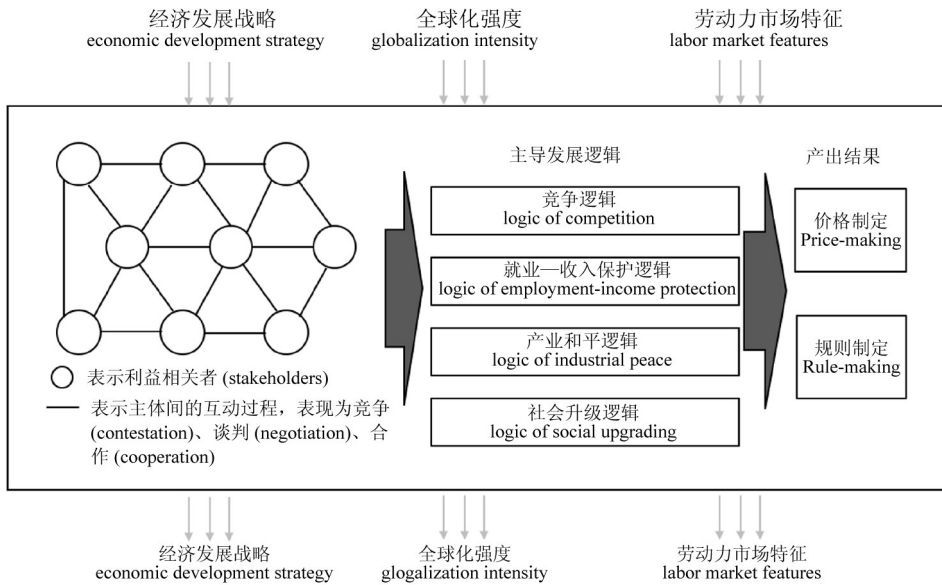 经济发展战略
economic development strategy
全球化强度
globalization intensity
劳动力市场特征
labor market features
主导发展逻辑
产出结果
竞争逻辑
logic of competition
就业—收入保护逻辑
logic of employment-income protection
产业和平逻辑
logic of industrial peace
社会升级逻辑
logic of social upgrading
价格制定
Price-making
规则制定
Rule-making
表示利益相关者 (stakeholders)
表示主体间的互动过程，表现为竞争
(contestation)、谈判 (negotiation)、合
作 (cooperation)
经济发展战略
economic development strategy
全球化强度
glogalization intensity
劳动力市场特征
labor market features